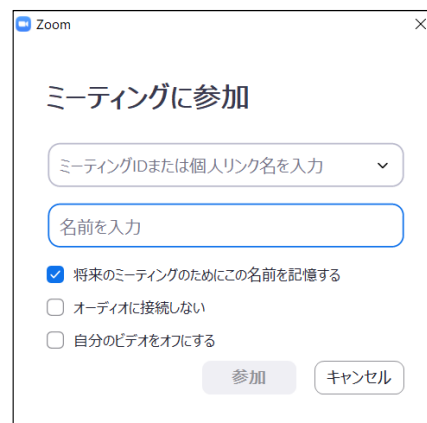 Zoom
ミーティングに参加
ミーティングIDまたは個人リンク名を入力
名前を入力
将来のミーティングのためにこの名前を記憶する
オーディオに接続しない
自分のビデオをオフにする
参加 キャンセル